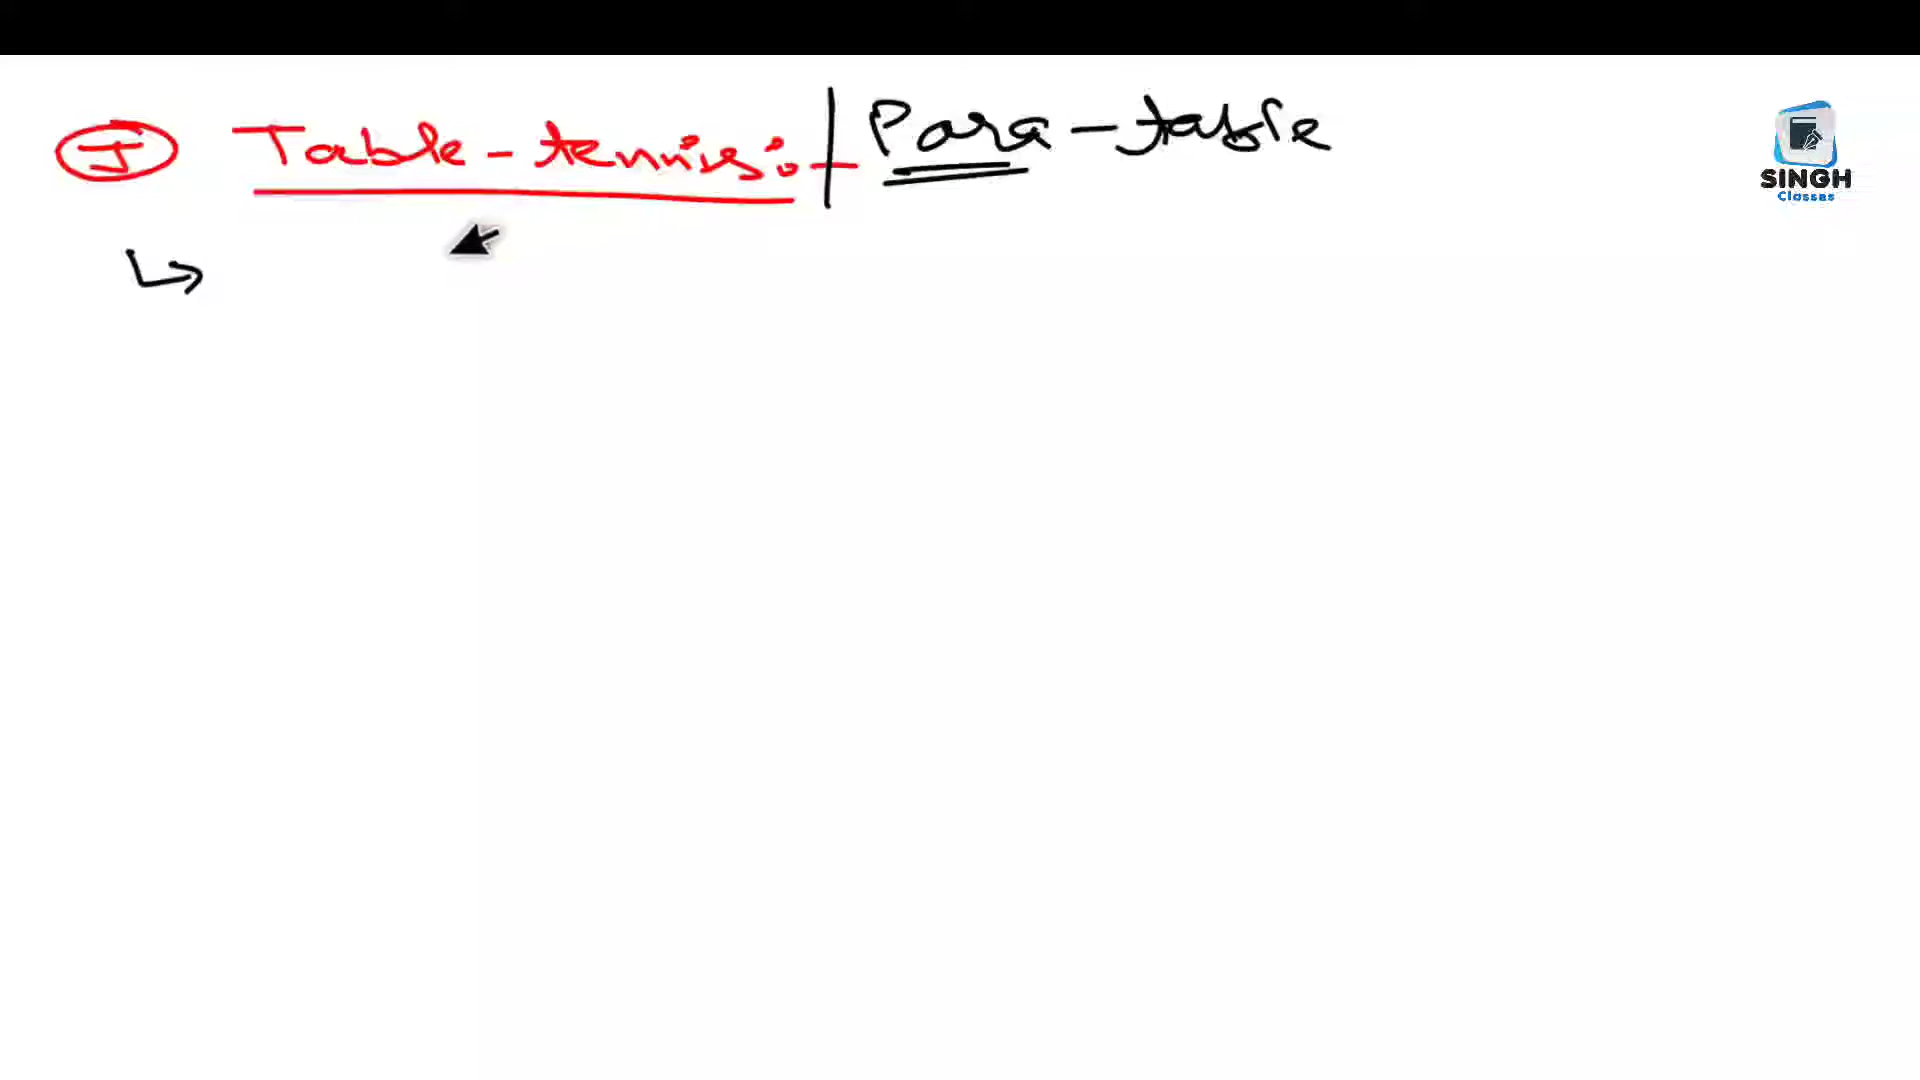 J Table-tennis:- | Para-table
SINGH
Classes